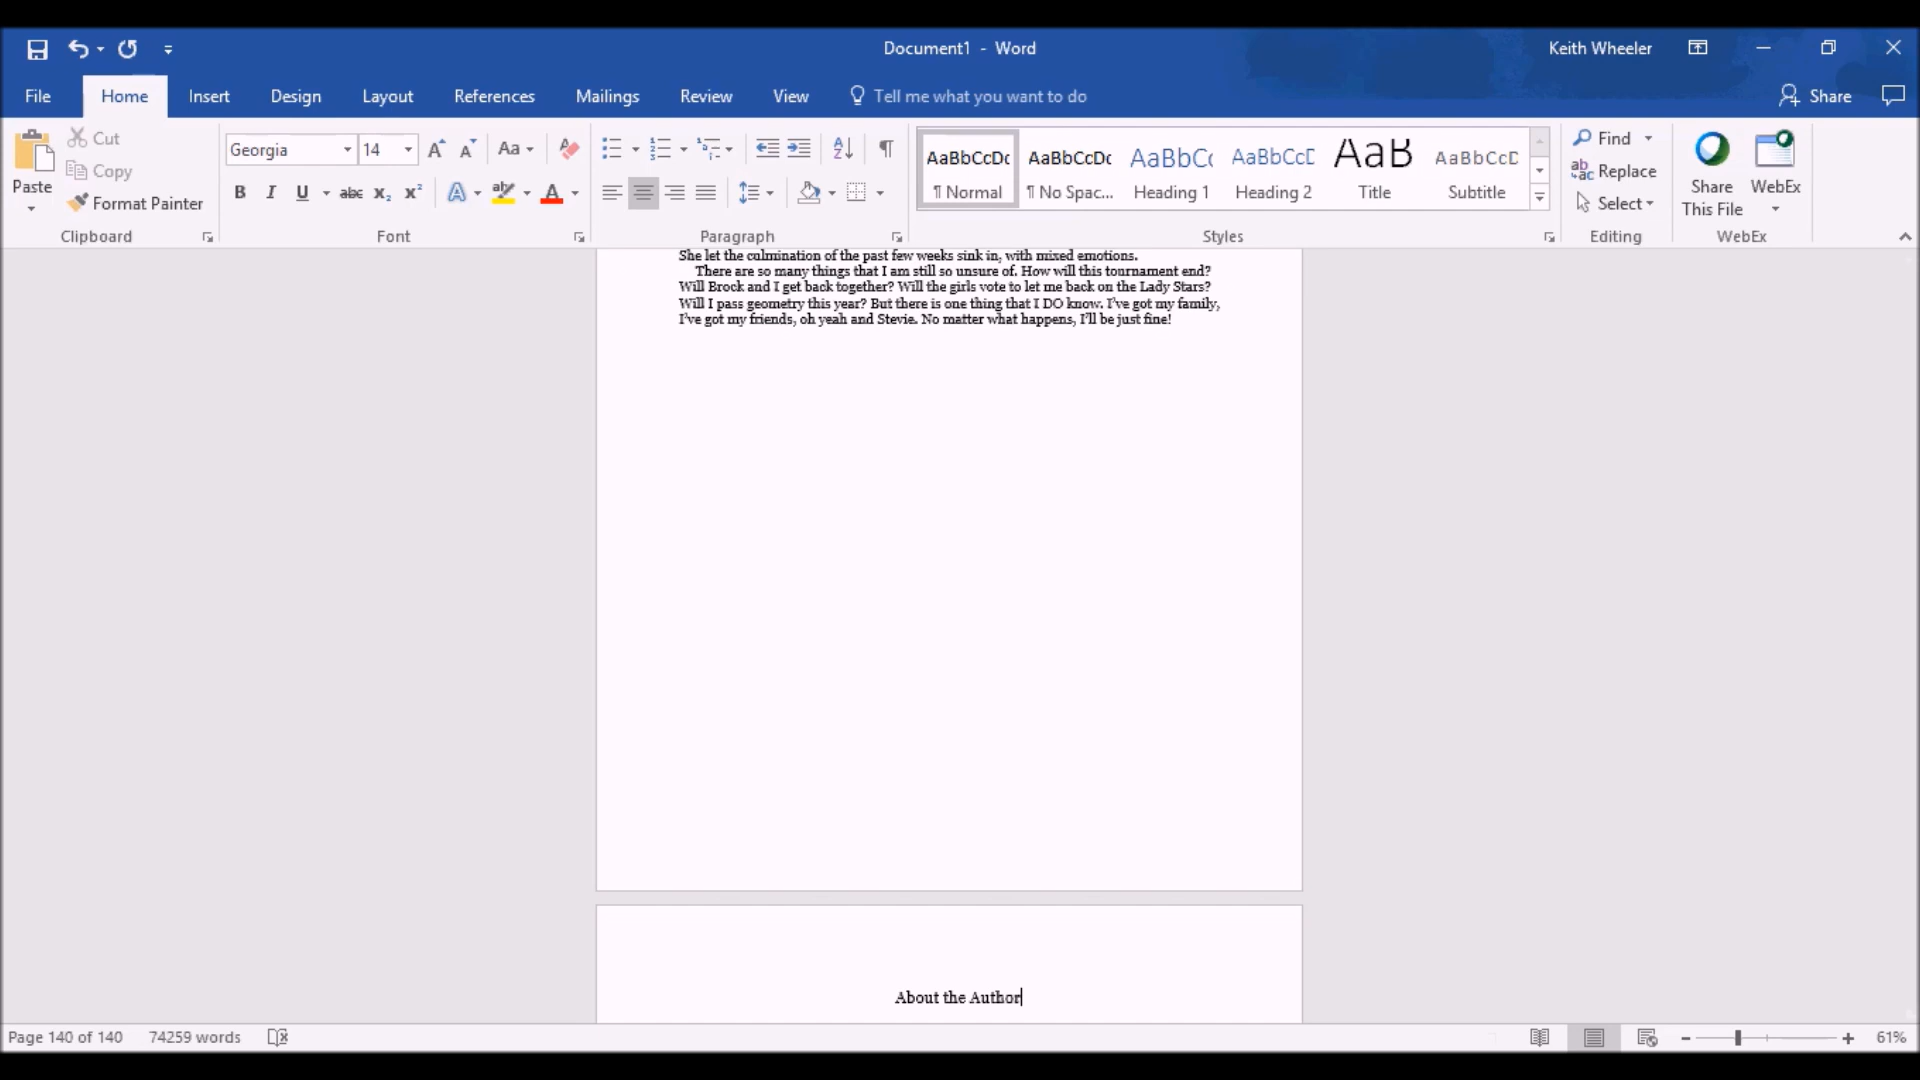 Document1 - Word
Keith Wheeler
File Home Insert Design Layout References Mailings Review View Tell me what you want to do Share
Paste
Cut
Copy
Format Painter
Clipboard
Georgia 14
Aa
B I U abc x₂ x² A aby A
Font
A Z ¶
Paragraph
AaBbCcDc AaBbCcDc AaBbC( AaBbCcD AaB AaBbCcD
¶ Normal ¶ No Spac... Heading 1 Heading 2 Title Subtitle
Styles
Find
Replace
Select
Editing
Share This File
WebEx
WebEx
She let the culmination of the past few weeks sink in, with mixed emotions.
There are so many things that I am still so unsure of. How will this tournament end?
Will Brock and I get back together? Will the girls vote to let me back on the Lady Stars?
Will I pass geometry this year? But there is one thing that I DO know. I've got my family,
I've got my friends, oh yeah and Stevie. No matter what happens, I'll be just fine!
About the Author
Page 140 of 140 74259 words 61%